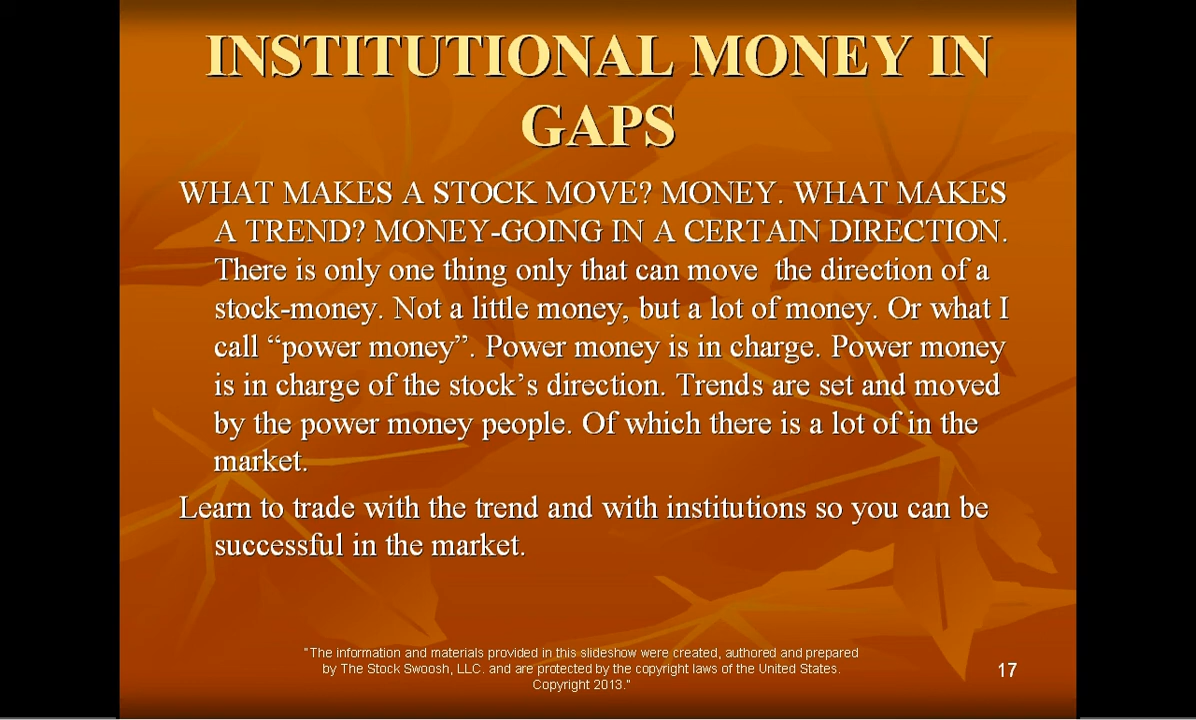 INSTITUTIONAL MONEY IN
GAPS
WHAT MAKES A STOCK MOVE? MONEY. WHAT MAKES
A TREND? MONEY-GOING IN A CERTAIN DIRECTION.
There is only one thing only that can move  the direction of a
stock-money. Not a little money, but a lot of money. Or what I
call “power money”. Power money is in charge. Power money
is in charge of the stock’s direction. Trends are set and moved
by the power money people. Of which there is a lot of in the
market.
Learn to trade with the trend and with institutions so you can be
successful in the market.
"The information and materials provided in this slideshow were created, authored and prepared
by The Stock Swoosh, LLC. and are protected by the copyright laws of the United States.
Copyright 2013."
17